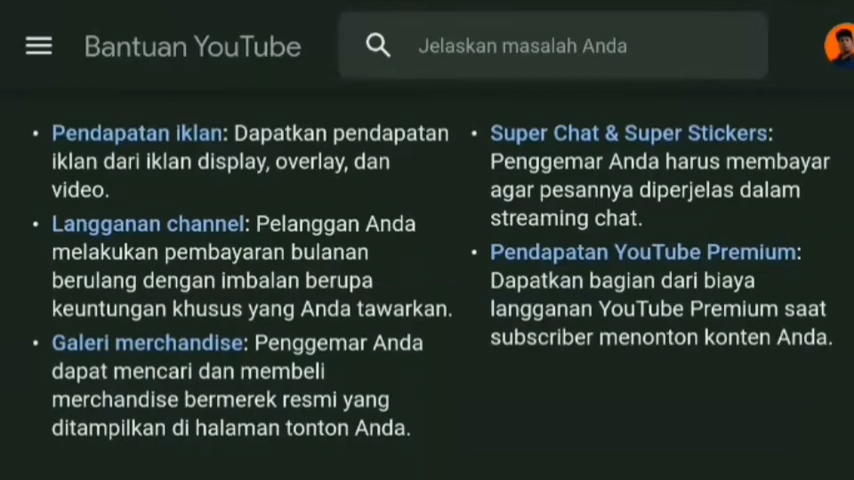 Bantuan YouTube
Jelaskan masalah Anda
• Pendapatan iklan: Dapatkan pendapatan
iklan dari iklan display, overlay, dan
video.
• Langganan channel: Pelanggan Anda
melakukan pembayaran bulanan
berulang dengan imbalan berupa
keuntungan khusus yang Anda tawarkan.
• Galeri merchandise: Penggemar Anda
dapat mencari dan membeli
merchandise bermerek resmi yang
ditampilkan di halaman tonton Anda.
• Super Chat & Super Stickers:
Penggemar Anda harus membayar
agar pesannya diperjelas dalam
streaming chat.
• Pendapatan YouTube Premium:
Dapatkan bagian dari biaya
langganan YouTube Premium saat
subscriber menonton konten Anda.